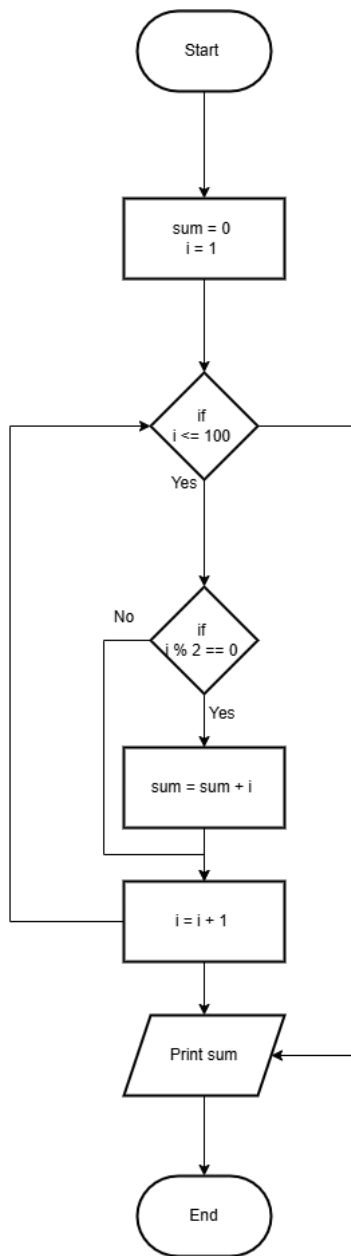 Start
sum = 0
i = 1
if
i <= 100
Yes
No
if
i % 2 == 0
Yes
sum = sum + i
i = i + 1
Print sum
End